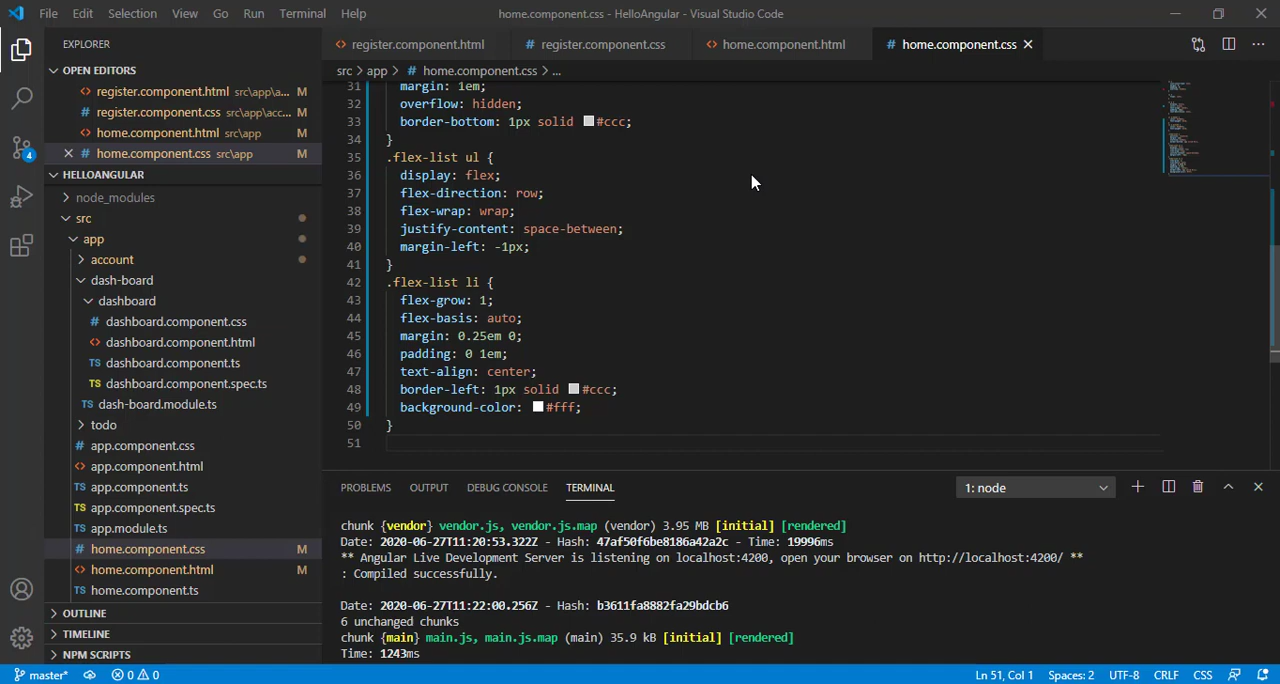 File Edit Selection View Go Run Terminal Help
home.component.css - HelloAngular - Visual Studio Code
EXPLORER
OPEN EDITORS
register.component.html src\app\a... M
register.component.css src\app\acc... M
home.component.html src\app M
home.component.css src\app M
HELLOANGULAR
node_modules
src
app
account
dash-board
dashboard
dashboard.component.css
dashboard.component.html
TS dashboard.component.ts
TS dashboard.component.spec.ts
TS dash-board.module.ts
todo
app.component.css
app.component.html
TS app.component.ts
TS app.component.spec.ts
TS app.module.ts
home.component.css M
home.component.html M
TS home.component.ts
OUTLINE
TIMELINE
NPM SCRIPTS
4
register.component.html
# register.component.css
home.component.html
# home.component.css
src > app > # home.component.css > ...
31 margin: 1em;
32 overflow: hidden;
33 border-bottom: 1px solid #ccc;
34 }
35 .flex-list ul {
36 display: flex;
37 flex-direction: row;
38 flex-wrap: wrap;
39 justify-content: space-between;
40 margin-left: -1px;
41 }
42 .flex-list li {
43 flex-grow: 1;
44 flex-basis: auto;
45 margin: 0.25em 0;
46 padding: 0 1em;
47 text-align: center;
48 border-left: 1px solid #ccc;
49 background-color: #fff;
50 }
51
PROBLEMS OUTPUT DEBUG CONSOLE TERMINAL
1: node
chunk {vendor} vendor.js, vendor.js.map (vendor) 3.95 MB [initial] [rendered]
Date: 2020-06-27T11:20:53.322Z - Hash: 47af50f6be8186a42a2c - Time: 19996ms
** Angular Live Development Server is listening on localhost:4200, open your browser on http://localhost:4200/ **
: Compiled successfully.
Date: 2020-06-27T11:22:00.256Z - Hash: b3611fa8882fa29bdcb6
6 unchanged chunks
chunk {main} main.js, main.js.map (main) 35.9 kB [initial] [rendered]
Time: 1243ms
master* 0 0
Ln 51, Col 1 Spaces: 2 UTF-8 CRLF CSS